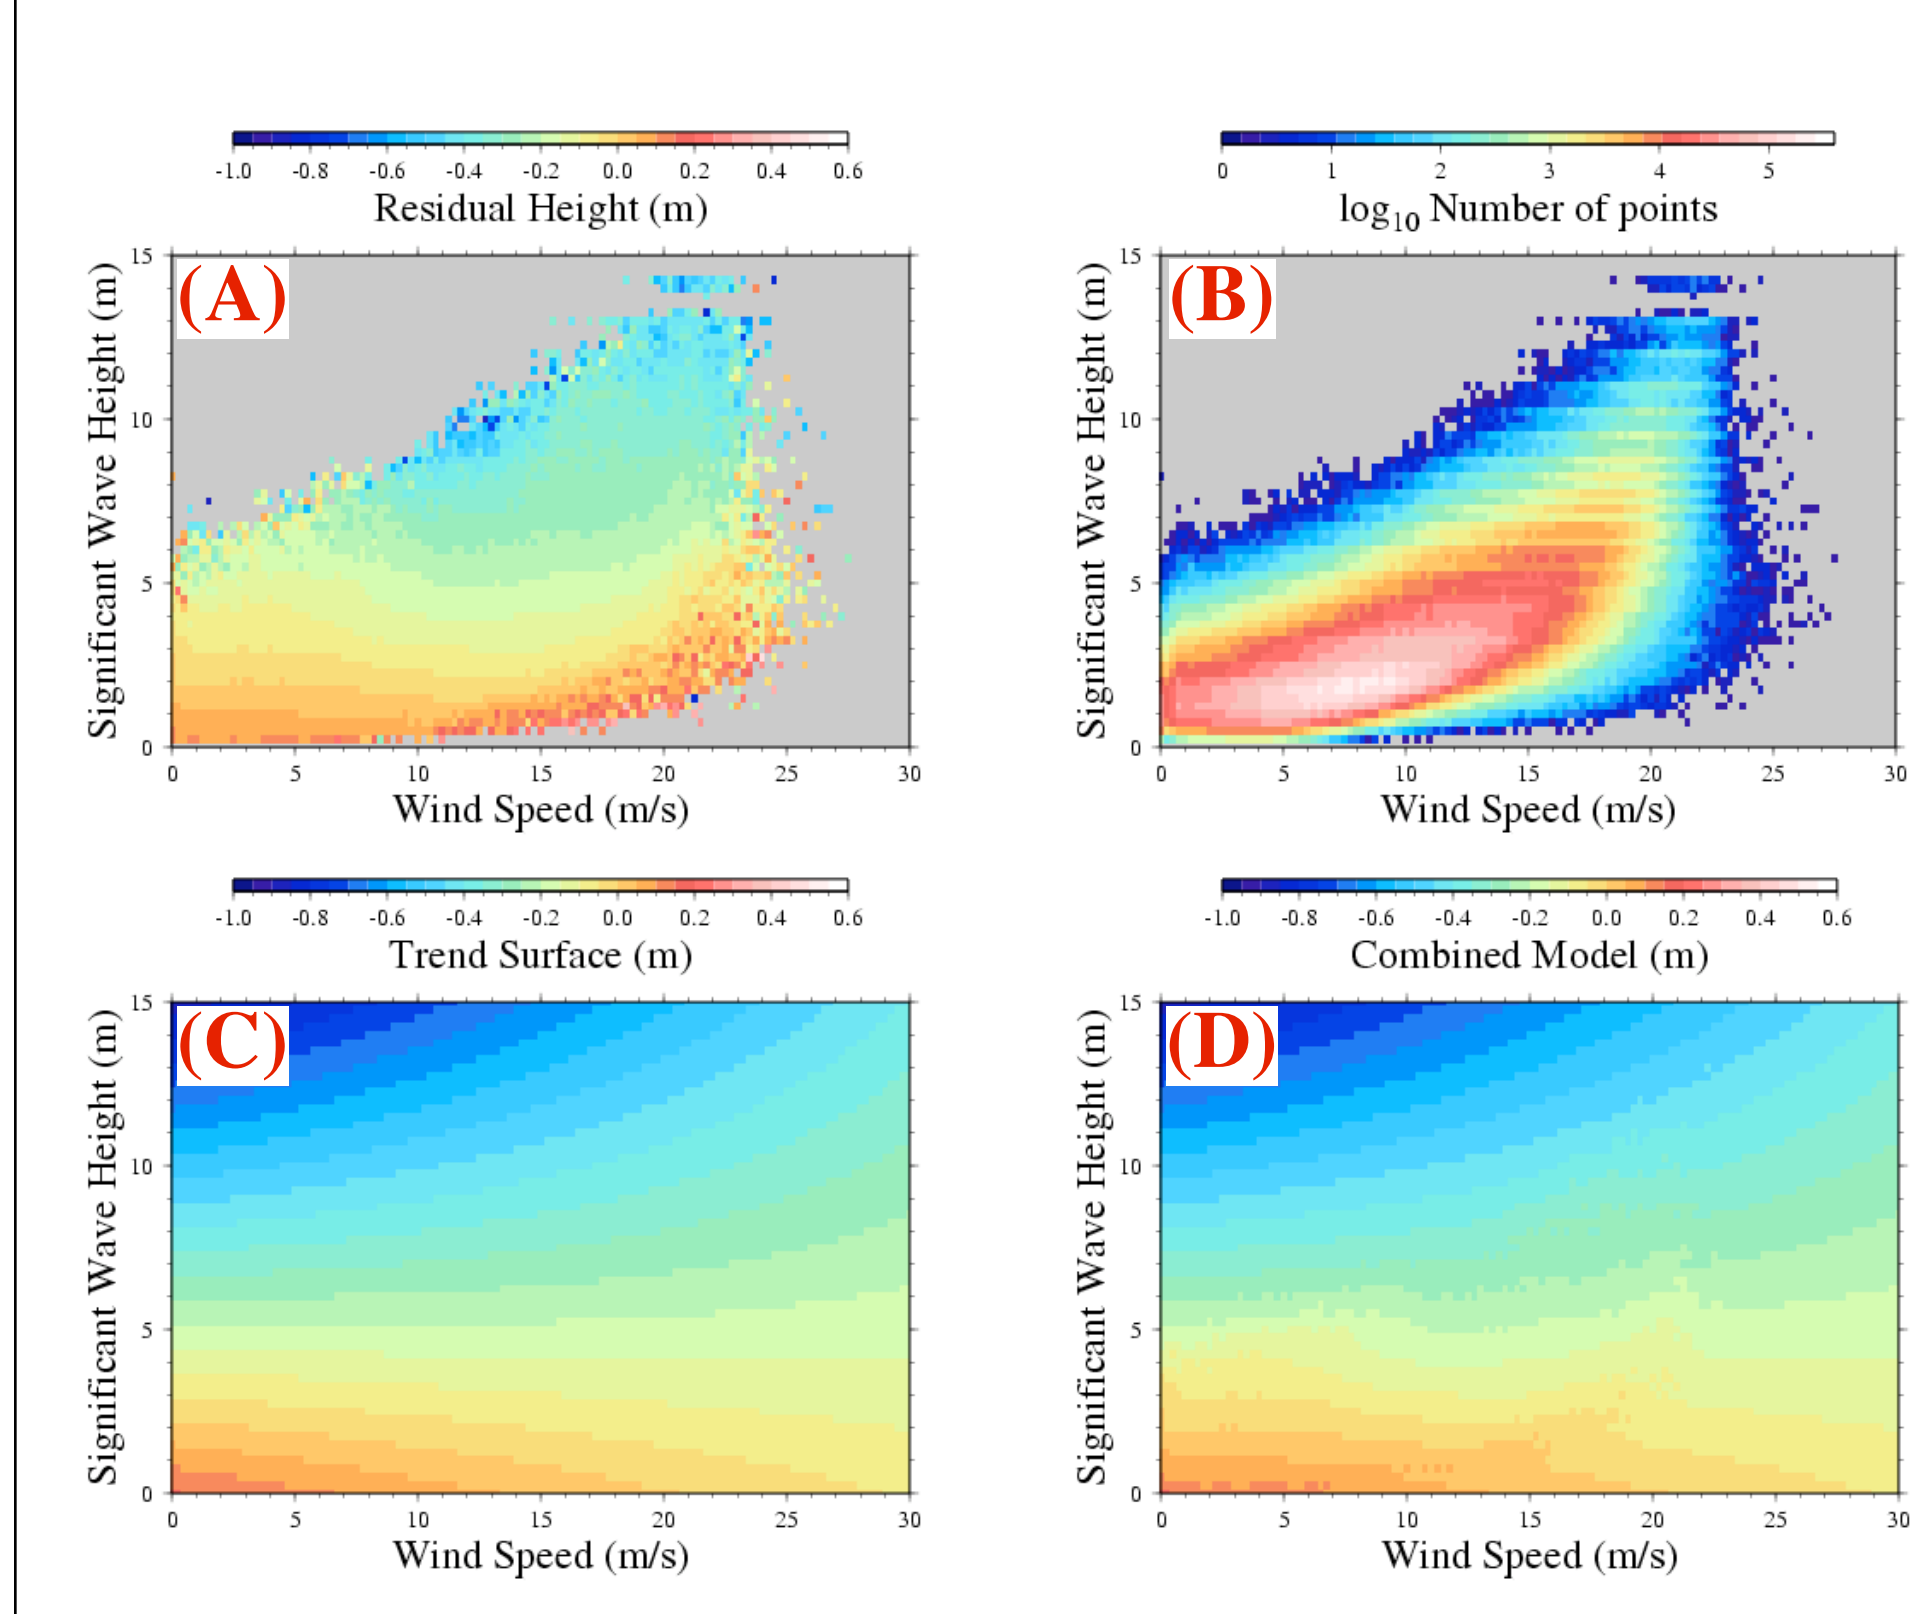 -1.0 -0.8 -0.6 -0.4 -0.2 0.0 0.2 0.4 0.6
Residual Height (m)
(A)
Significant Wave Height (m)
15
10
5
0
0 5 10 15 20 25 30
Wind Speed (m/s)
0 1 2 3 4 5
log10 Number of points
(B)
Significant Wave Height (m)
15
10
5
0
0 5 10 15 20 25 30
Wind Speed (m/s)
-1.0 -0.8 -0.6 -0.4 -0.2 0.0 0.2 0.4 0.6
Trend Surface (m)
(C)
Significant Wave Height (m)
15
10
5
0
0 5 10 15 20 25 30
Wind Speed (m/s)
-1.0 -0.8 -0.6 -0.4 -0.2 0.0 0.2 0.4 0.6
Combined Model (m)
(D)
Significant Wave Height (m)
15
10
5
0
0 5 10 15 20 25 30
Wind Speed (m/s)